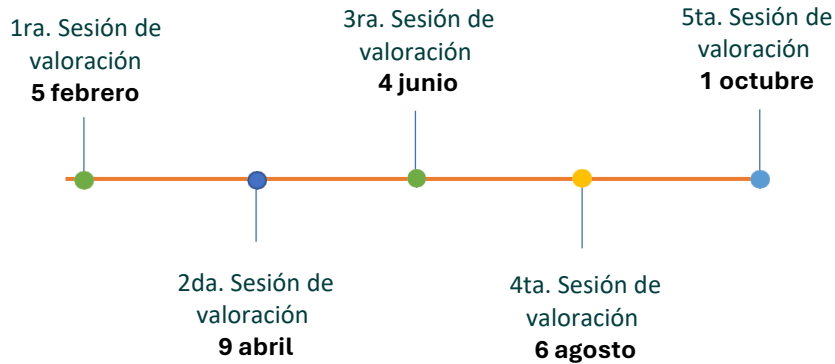 1ra. Sesión de
valoración
5 febrero
3ra. Sesión de
valoración
4 junio
5ta. Sesión de
valoración
1 octubre
2da. Sesión de
valoración
9 abril
4ta. Sesión de
valoración
6 agosto